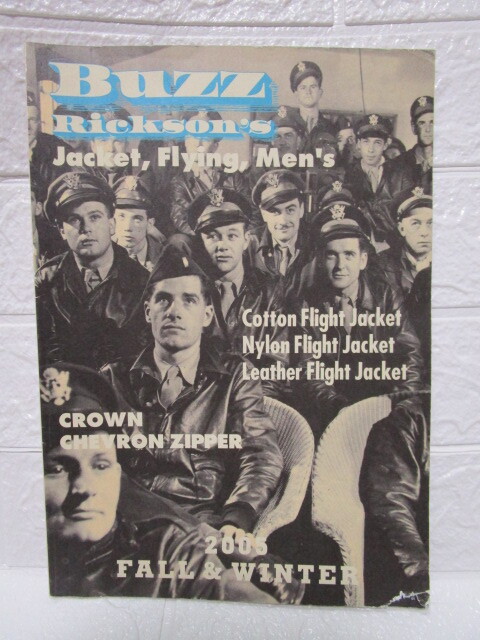 Buzz
Rickson's
Jacket, Flying, Men's
Cotton Flight Jacket
Nylon Flight Jacket
Leather Flight Jacket
CROWN
CHEVRON ZIPPER
2005
FALL & WINTER